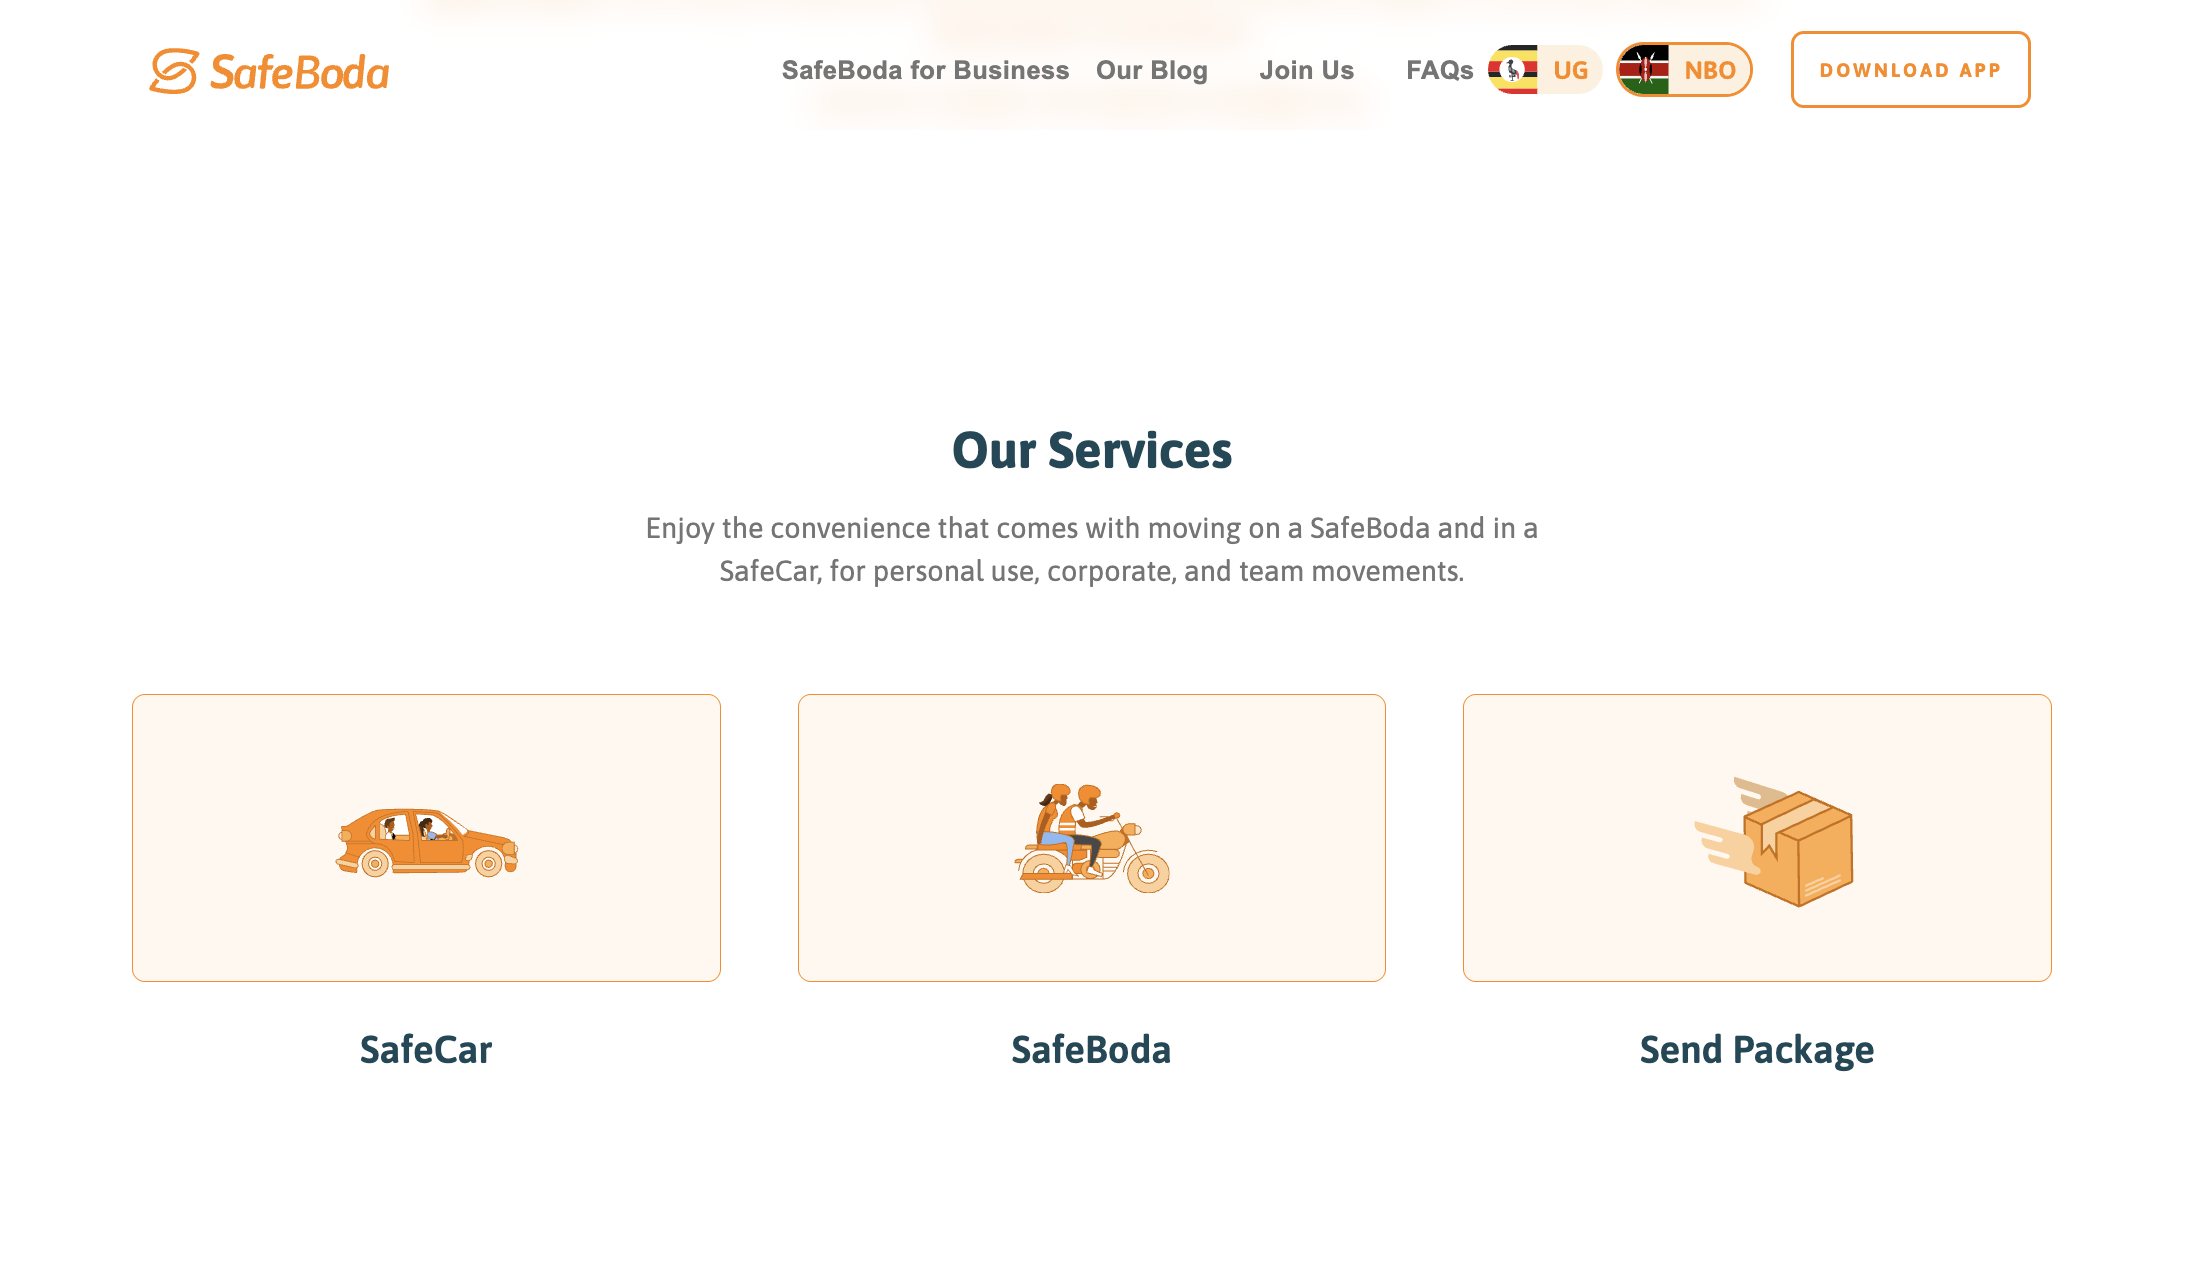 SafeBoda
SafeBoda for Business
Our Blog
Join Us
FAQs
UG
NBO
DOWNLOAD APP
Our Services
Enjoy the convenience that comes with moving on a SafeBoda and in a
SafeCar, for personal use, corporate, and team movements.
SafeCar
SafeBoda
Send Package